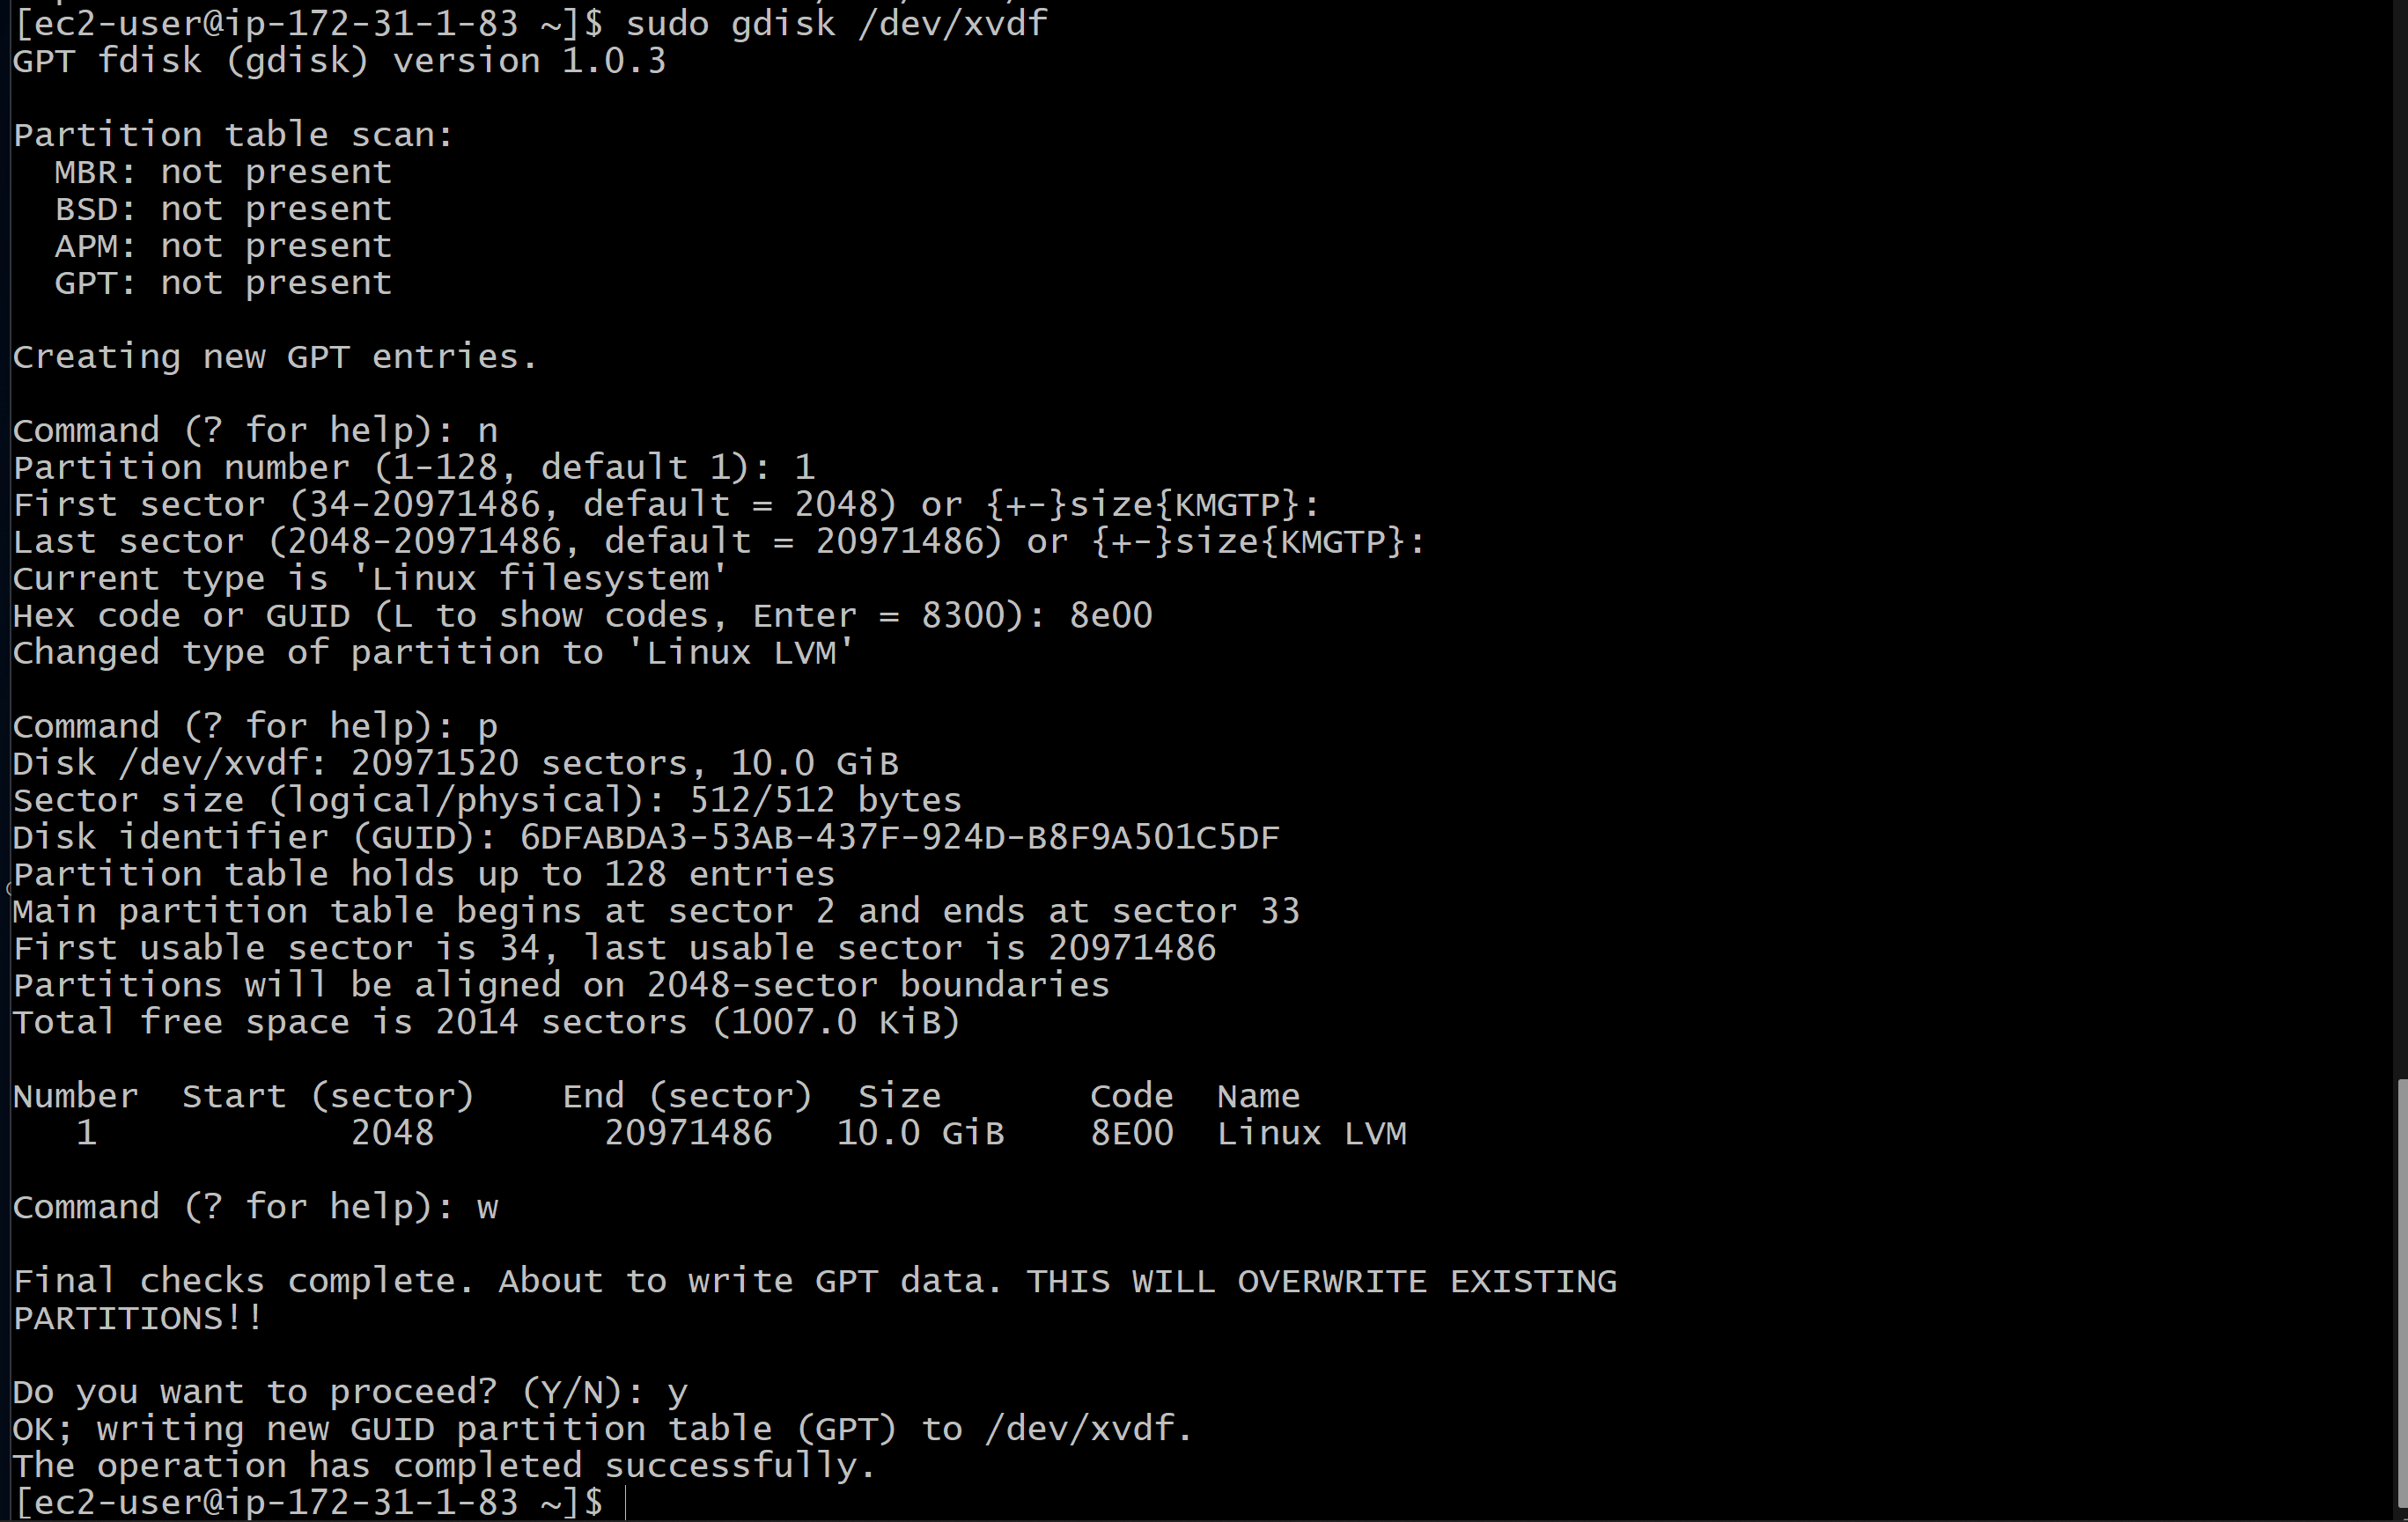 [ec2-user@ip-172-31-1-83 ~]$ sudo gdisk /dev/xvdf
GPT fdisk (gdisk) version 1.0.3
Partition table scan:
  MBR: not present
  BSD: not present
  APM: not present
  GPT: not present
Creating new GPT entries.
Command (? for help): n
Partition number (1-128, default 1): 1
First sector (34-20971486, default = 2048) or {+-}size{KMGTP}:
Last sector (2048-20971486, default = 20971486) or {+-}size{KMGTP}:
Current type is 'Linux filesystem'
Hex code or GUID (L to show codes, Enter = 8300): 8e00
Changed type of partition to 'Linux LVM'
Command (? for help): p
Disk /dev/xvdf: 20971520 sectors, 10.0 GiB
Sector size (logical/physical): 512/512 bytes
Disk identifier (GUID): 6DFABDA3-53AB-437F-924D-B8F9A501C5DF
Partition table holds up to 128 entries
Main partition table begins at sector 2 and ends at sector 33
First usable sector is 34, last usable sector is 20971486
Partitions will be aligned on 2048-sector boundaries
Total free space is 2014 sectors (1007.0 KiB)
Number  Start (sector)    End (sector)  Size       Code  Name
   1            2048        20971486   10.0 GiB    8E00  Linux LVM
Command (? for help): w
Final checks complete. About to write GPT data. THIS WILL OVERWRITE EXISTING
PARTITIONS!!
Do you want to proceed? (Y/N): y
OK; writing new GUID partition table (GPT) to /dev/xvdf.
The operation has completed successfully.
[ec2-user@ip-172-31-1-83 ~]$